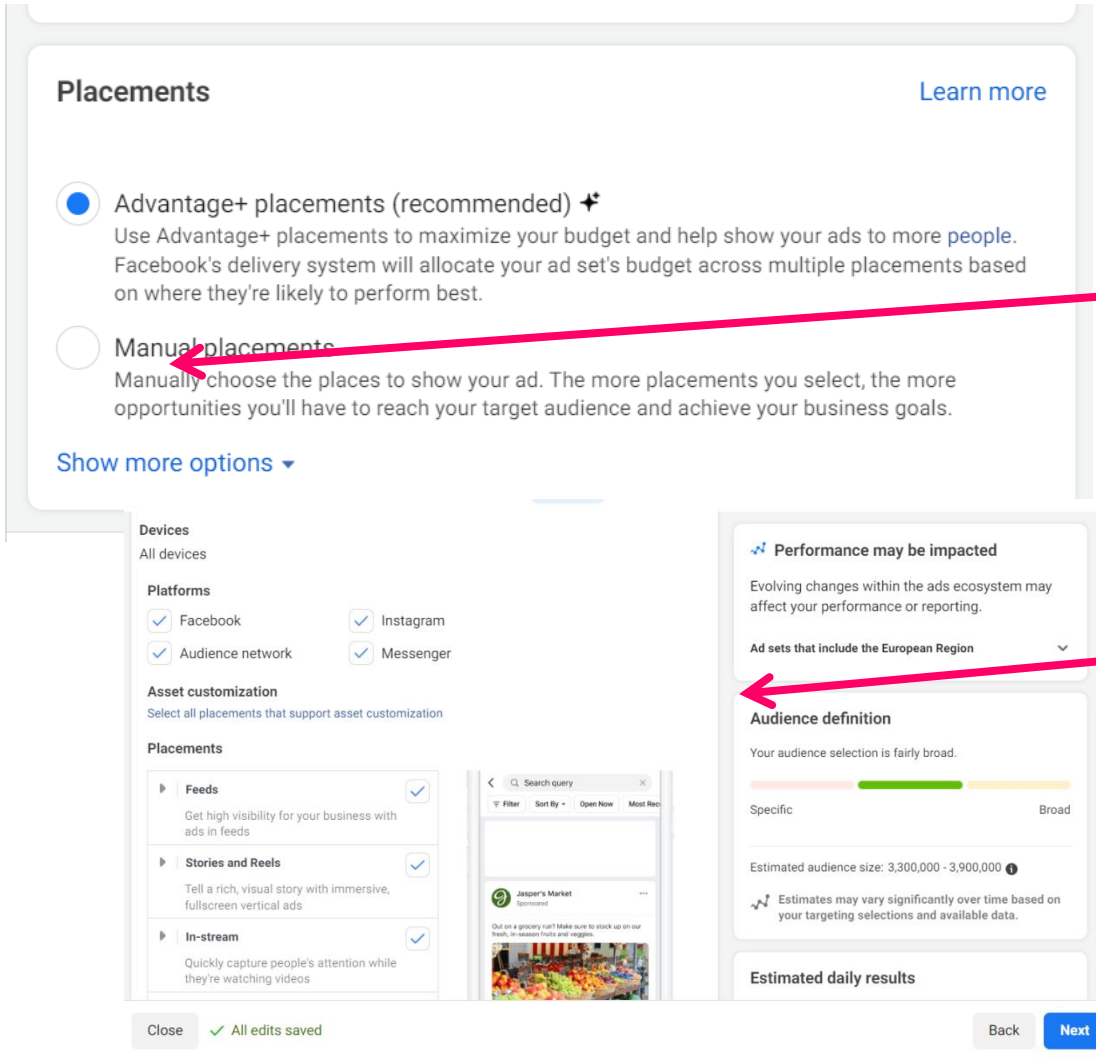 Placements
Learn more
Advantage+ placements (recommended)
Use Advantage+ placements to maximize your budget and help show your ads to more people.
Facebook's delivery system will allocate your ad set's budget across multiple placements based
on where they're likely to perform best.
Manual placements
Manually choose the places to show your ad. The more placements you select, the more
opportunities you'll have to reach your target audience and achieve your business goals.
Show more options
Devices
All devices
Platforms
Facebook
Instagram
Audience network
Messenger
Asset customization
Select all placements that support asset customization
Placements
Feeds
Get high visibility for your business with
ads in feeds
Stories and Reels
Tell a rich, visual story with immersive,
fullscreen vertical ads
In-stream
Quickly capture people's attention while
they're watching videos
Search query
Filter
Sort By
Open Now
Most Rec
Jasper's Market
Sponsored
Out on a grocery run? Make sure to stock up on our
fresh, in-season fruits and veggies.
Performance may be impacted
Evolving changes within the ads ecosystem may
affect your performance or reporting.
Ad sets that include the European Region
Audience definition
Your audience selection is fairly broad.
Specific
Broad
Estimated audience size: 3,300,000 - 3,900,000
Estimates may vary significantly over time based on
your targeting selections and available data.
Estimated daily results
Close
All edits saved
Back
Next